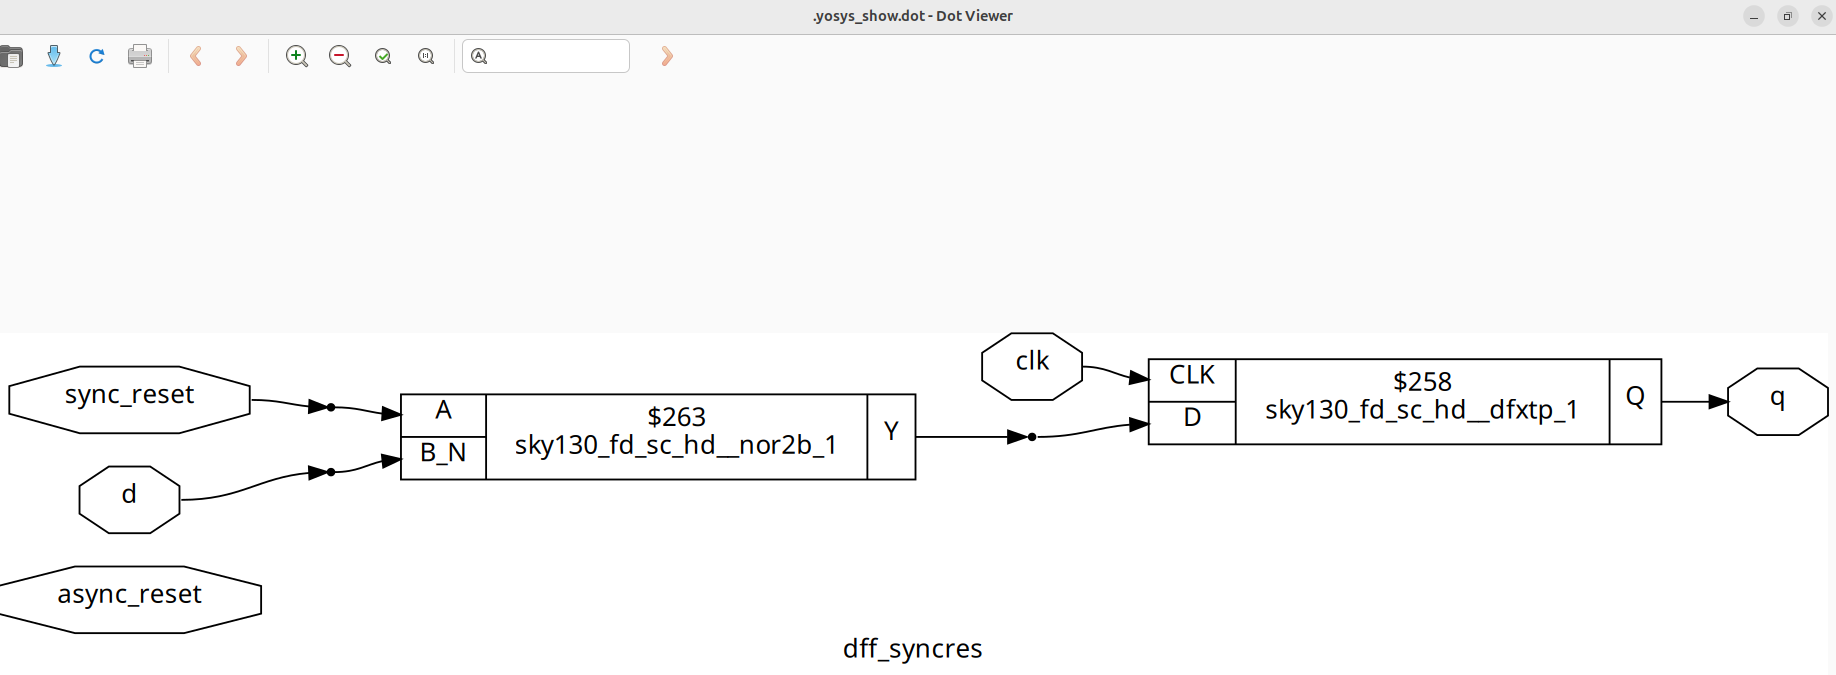 .yosys_show.dot - Dot Viewer
sync_reset
d
async_reset
A
B_N
$263
sky130_fd_sc_hd__nor2b_1
Y
clk
CLK
D
$258
sky130_fd_sc_hd__dfxtp_1
Q
q
dff_syncres